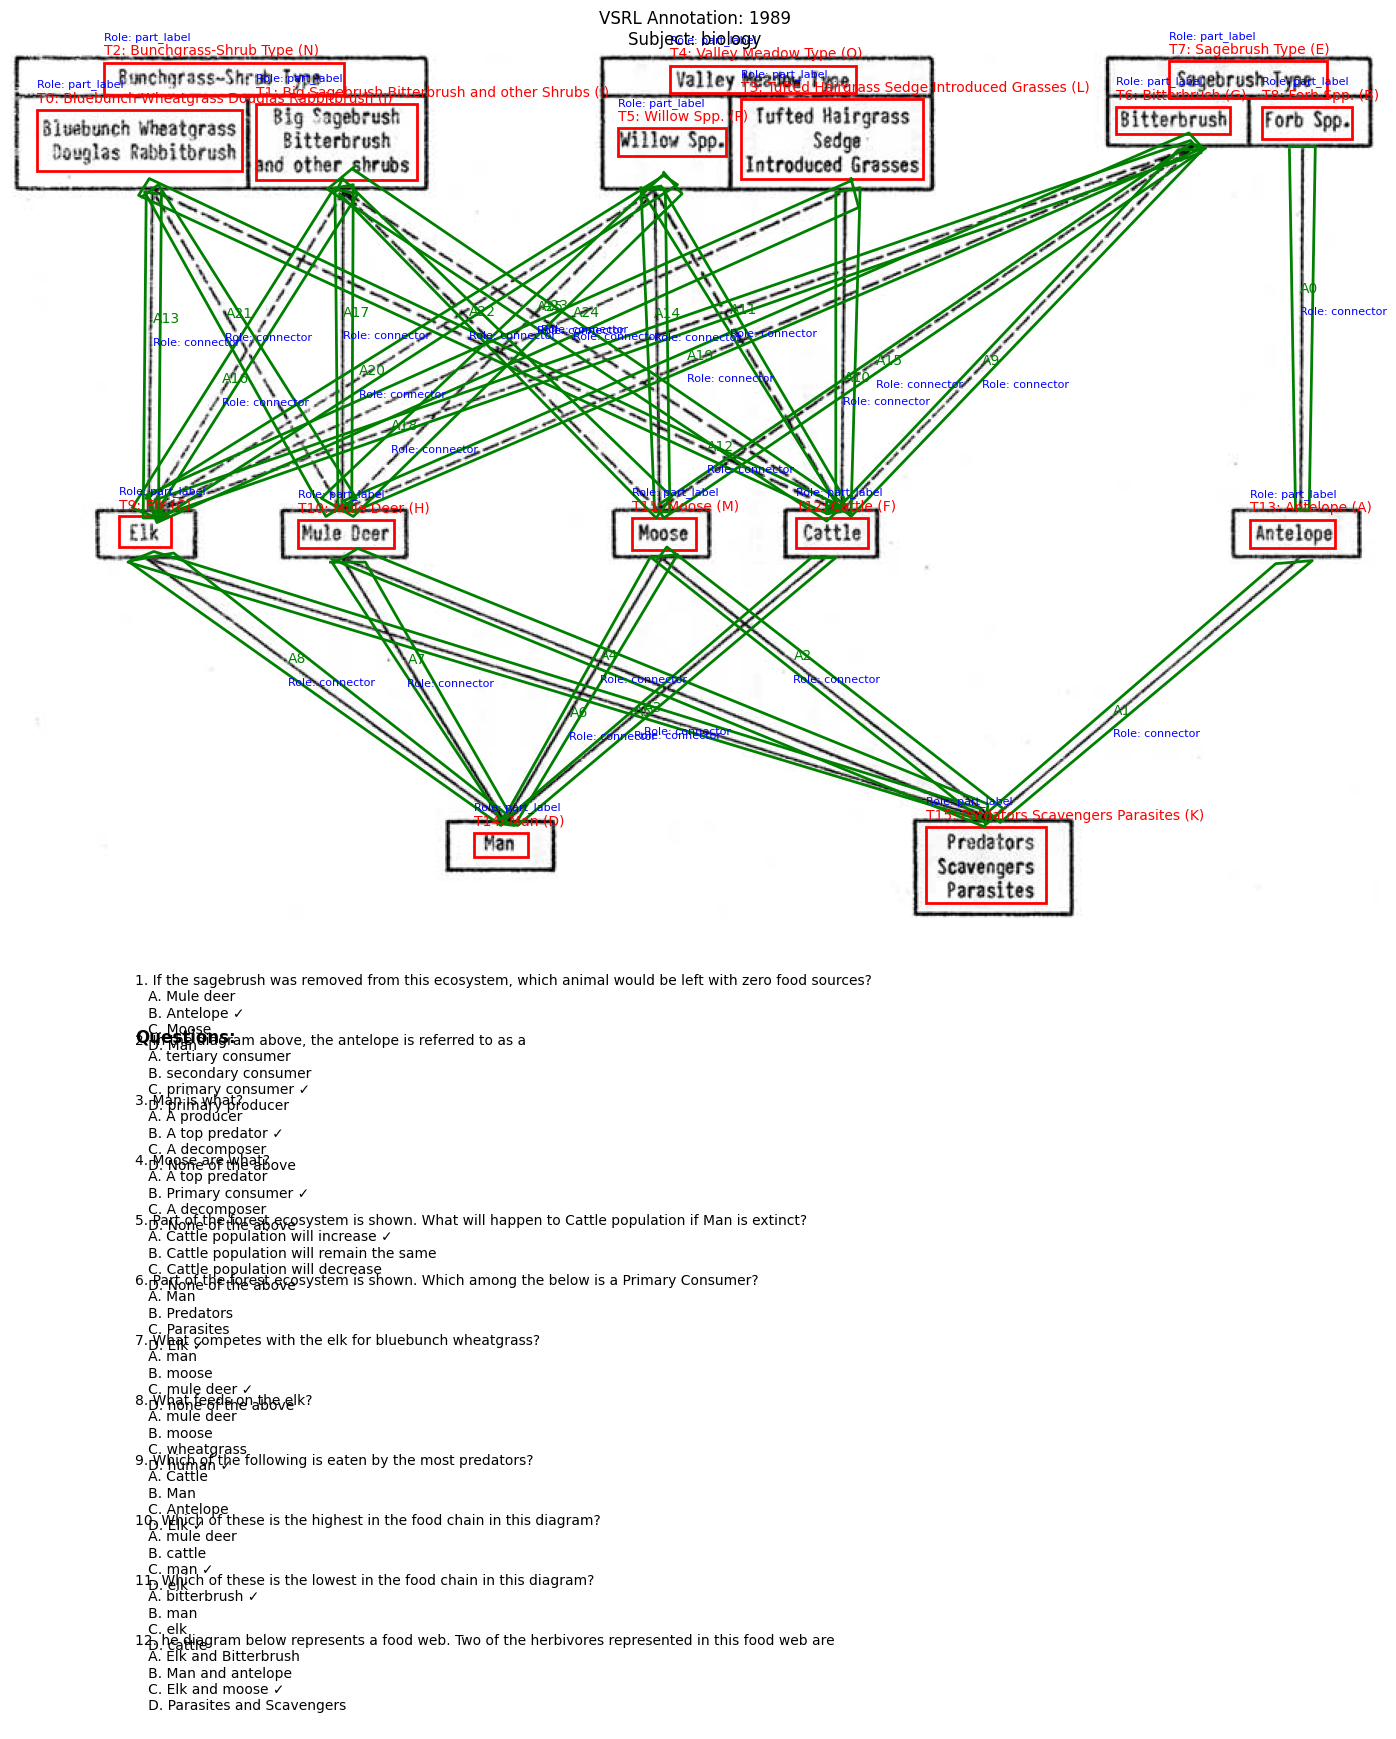 VSRL Annotation: 1989
Subject: biology
Role: part_label
T2: Bunchgrass-Shrub Type (N)
Bunchgrass-Shrub Type
Role: part_label
T4: Valley Meadow Type (O)
Valley Meadow Type
Role: part_label
T7: Sagebrush Type (E)
Sagebrush Type
Role: part_label
T0: Bluebunch Wheatgrass Douglas Rabbitbrush (J)
Bluebunch Wheatgrass
Douglas Rabbitbrush
Role: part_label
T1: Big Sagebrush Bitterbrush and other Shrubs (I)
Big Sagebrush
Bitterbrush
and other shrubs
Role: part_label
T5: Willow Spp. (P)
Willow Spp.
Role: part_label
T3: Tufted Hairgrass Sedge Introduced Grasses (L)
Tufted Hairgrass
Sedge
Introduced Grasses
Role: part_label
T6: Bitterbrush (G)
Bitterbrush
Role: part_label
T8: Forb Spp. (B)
Forb Spp.
A0
Role: connector
A13
Role: connector
A21
Role: connector
A17
Role: connector
A22
Role: connector
A23
Role: connector
A24
Role: connector
A14
Role: connector
A11
Role: connector
A19
Role: connector
A15
Role: connector
A9
Role: connector
A10
Role: connector
A16
Role: connector
A20
Role: connector
A18
Role: connector
A12
Role: connector
Role: part_label
Elk
Role: part_label
T10: Mule Deer (H)
Mule Deer
Role: part_label
T11: Moose (M)
Moose
Role: part_label
T12: Cattle (F)
Cattle
Role: part_label
T13: Antelope (A)
Antelope
A8
Role: connector
A7
Role: connector
A4
Role: connector
A2
Role: connector
A6
Role: connector
Role: connector
Role: connector
A1
Role: connector
Role: part_label
T14: Man (D)
Man
Role: part_label
T15: Predators Scavengers Parasites (K)
Predators
Scavengers
Parasites
Questions:
1. If the sagebrush was removed from this ecosystem, which animal would be left with zero food sources?
A. Mule deer
B. Antelope ✓
C. Moose
D. Man
2. In the diagram above, the antelope is referred to as a
A. tertiary consumer
B. secondary consumer
C. primary consumer ✓
D. primary producer
3. Man is what?
A. A producer
B. A top predator ✓
C. A decomposer
D. None of the above
4. Moose are what?
A. A top predator
B. Primary consumer ✓
C. A decomposer
D. None of the above
5. Part of the forest ecosystem is shown. What will happen to Cattle population if Man is extinct?
A. Cattle population will increase ✓
B. Cattle population will remain the same
C. Cattle population will decrease
D. None of the above
6. Part of the forest ecosystem is shown. Which among the below is a Primary Consumer?
A. Man
B. Predators
C. Parasites
D. Elk ✓
7. What competes with the elk for bluebunch wheatgrass?
A. man
B. moose
C. mule deer ✓
D. none of the above
8. What feeds on the elk?
A. mule deer
B. moose
C. wheatgrass
D. human ✓
9. Which of the following is eaten by the most predators?
A. Cattle
B. Man
C. Antelope
D. Elk ✓
10. Which of these is the highest in the food chain in this diagram?
A. mule deer
B. cattle
C. man ✓
D. elk
11. Which of these is the lowest in the food chain in this diagram?
A. bitterbrush ✓
B. man
C. elk
D. cattle
12. he diagram below represents a food web. Two of the herbivores represented in this food web are
A. Elk and Bitterbrush
B. Man and antelope
C. Elk and moose ✓
D. Parasites and Scavengers